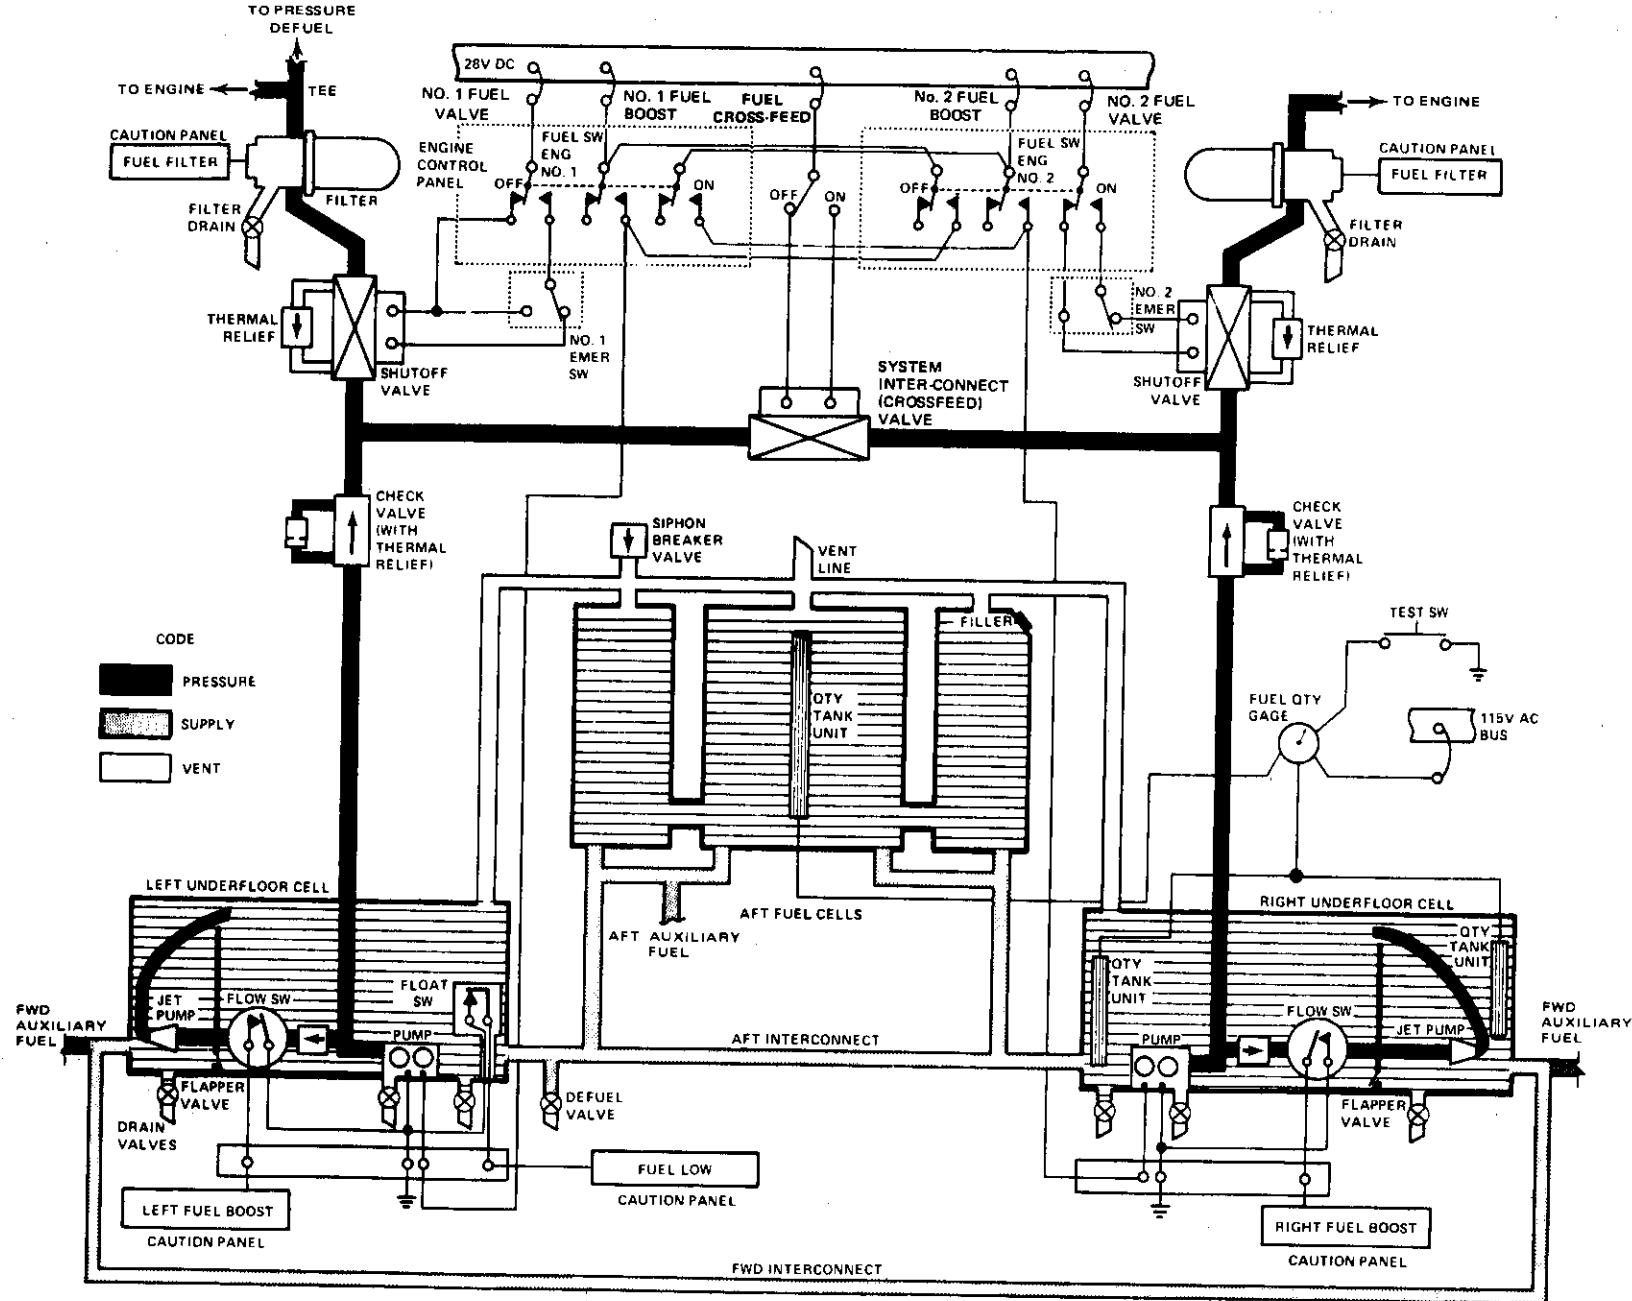 TO PRESSURE
DEFUEL
TO ENGINE
TEE
28V DC
NO. 1 FUEL
VALVE
NO. 1 FUEL
BOOST
FUEL
CROSS-FEED
No. 2 FUEL
BOOST
NO. 2 FUEL
VALVE
TO ENGINE
CAUTION PANEL
FUEL FILTER
FILTER
FILTER
DRAIN
ENGINE
CONTROL
PANEL
FUEL SW
ENG
NO. 1
OFF
ON
OFF
ON
FUEL SW
ENG
NO. 2
OFF
ON
CAUTION PANEL
FUEL FILTER
FILTER
DRAIN
THERMAL
RELIEF
SHUTOFF
VALVE
NO. 1
EMER
SW
NO. 2
EMER
SW
THERMAL
RELIEF
SHUTOFF
VALVE
SYSTEM
INTER-CONNECT
(CROSSFEED)
VALVE
CHECK
VALVE
(WITH
THERMAL
RELIEF)
SIPHON
BREAKER
VALVE
VENT
LINE
CHECK
VALVE
(WITH
THERMAL
RELIEF)
FILLER
TEST SW
CODE
PRESSURE
SUPPLY
VENT
QTY
TANK
UNIT
FUEL QTY
GAGE
115V AC
BUS
LEFT UNDERFLOOR CELL
AFT FUEL CELLS
AFT AUXILIARY
FUEL
RIGHT UNDERFLOOR CELL
QTY
TANK
UNIT
QTY
TANK
UNIT
FWD
AUXILIARY
FUEL
JET
PUMP
FLOW SW
FLOAT
SW
PUMP
AFT INTERCONNECT
PUMP
FLOW SW
JET PUMP
FWD
AUXILIARY
FUEL
FLAPPER
VALVE
DRAIN
VALVES
DEFUEL
VALVE
FLAPPER
VALVE
FUEL LOW
CAUTION PANEL
LEFT FUEL BOOST
CAUTION PANEL
RIGHT FUEL BOOST
CAUTION PANEL
FWD INTERCONNECT